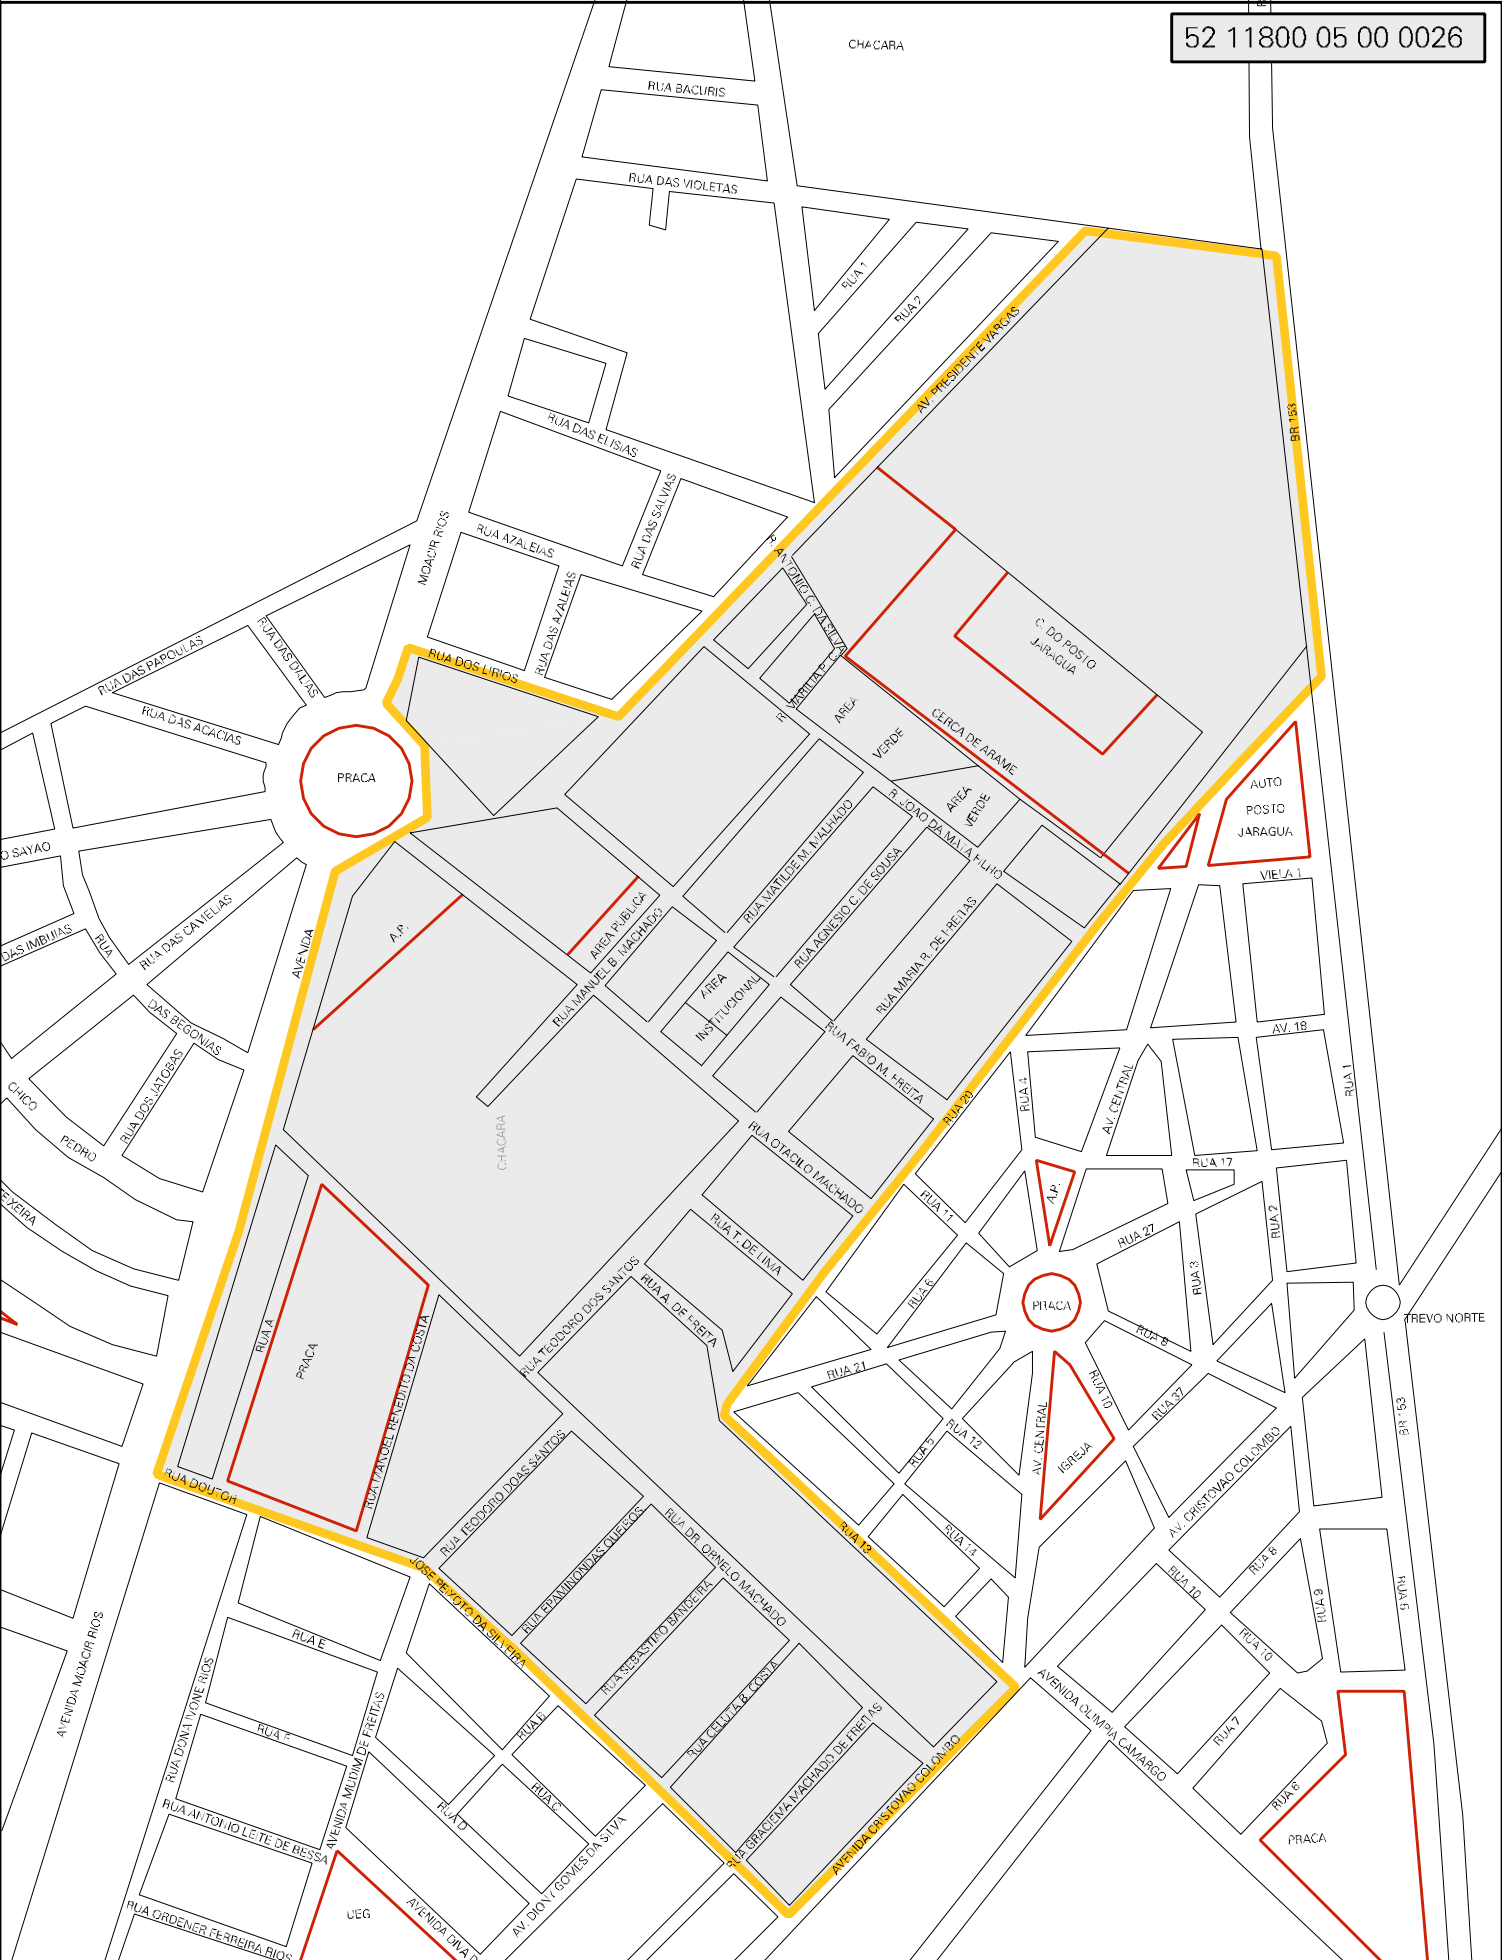 52 11800 05 00 0026
CHACARA
RUA BACURIS
RUA DAS VIOLETAS
RUA 1
RUA 2
AV. PRESIDENTE VARGAS
BR 153
RUA DAS ELISIAS
RUA DAS SALVIAS
RUA AZALEIAS
RUA DAS AZALEIAS
MOACIR RIOS
R. ANTONIO C. DA SILVA
RUA DAS DALIAS
RUA DAS PAPOULAS
RUA DOS LIRIOS
RUA DAS ACACIAS
C. DO POSTO
JARAGUA
R. MARILIA P. C.
AREA
VERDE
CERCA DE ARAME
PRACA
AREA
VERDE
AUTO
POSTO
JARAGUA
R. JOAO DA MATA FILHO
VIELA 1
O SAYAO
RUA MATILDE M. MALHADO
RUA AGNESIO C. DE SOUSA
RUA MARIA R. DE FREITAS
AREA PUBLICA
RUA MANUEL B. MACHADO
A.P.
RUA DAS CAMELIAS
DAS IMBUIAS
RUA
AVENIDA
DAS BEGONIAS
AREA
INSTITUCIONAL
RUA FABIO M. FREITA
AV. 18
RUA DOS JATOBAS
CHICO
PEDRO
CHACARA
RUA 20
RUA 4
AV. CENTRAL
RUA 1
RUA OTACILO MACHADO
RUA 17
A.P.
EXEIRA
RUA 11
RUA 27
RUA 2
RUA 3
RUA T. DE LIMA
RUA A. DE FREITA
RUA TEODORO DOS SANTOS
RUA 6
PRACA
TREVO NORTE
RUA A
PRACA
RUA MANOEL BENEDITO DA COSTA
RUA 8
RUA 21
RUA 10
RUA 37
RUA 12
RUA 5
AV. CENTRAL
IGREJA
BR 153
AV. CRISTOVAO COLOMBO
RUA DOUTOR
RUA TEODORO DOAS SANTOS
RUA EPAMINONDAS QUEIROS
RUA DR. ORNELO MACHADO
RUA 13
RUA 14
JOSE PEIXOTO DA SILVEIRA
RUA SEBASTIAO BANDEIRA
RUA 8
RUA 10
RUA 9
RUA 5
AVENIDA MOACIR RIOS
RUA E
RUA 10
RUA CELUTA B. COSTA
RUA GRACIEMA MACHADO DE FREITAS
AVENIDA CRISTOVAO COLOMBO
AVENIDA OLIMPIA CAMARGO
RUA DONA IVONE RIOS
RUA F
AVENIDA MUDIM DE FREITAS
RUA B
RUA C
RUA D
RUA 7
RUA 6
PRACA
RUA ANTONIO LEITE DE BESSA
AV. DIONY GOMES DA SILVA
UEG
AVENIDA DIVA
RUA ORDENER FERREIRA RIOS